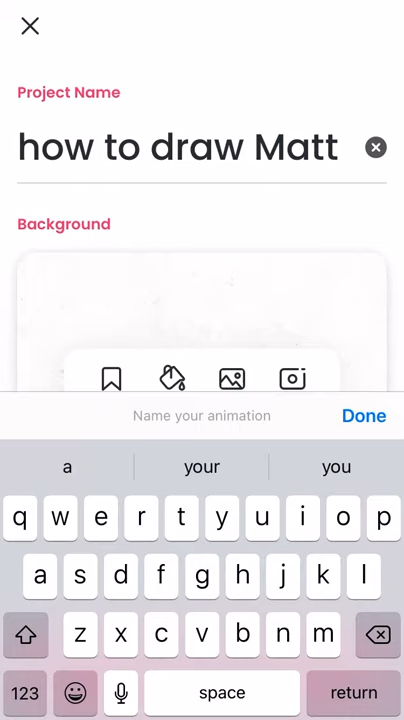 Project Name
how to draw Matt
Background
Name your animation Done
a your you
q w e r t y u i o p
a s d f g h j k l
z x c v b n m
123 space return